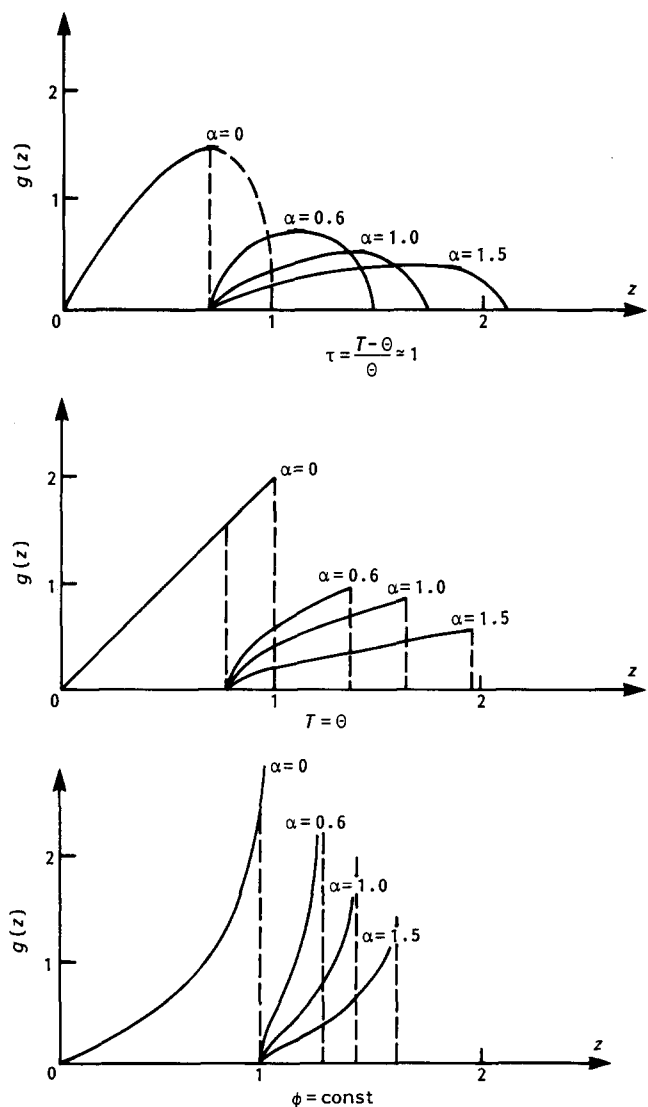 2
g(z)
α=0
1
α=0.6
α=1.0
α=1.5
z
0
1
2
τ = (T−Θ)/Θ ≃ 1
2
α=0
g(z)
1
α=0.6
α=1.0
α=1.5
z
0
1
2
T=Θ
α=0
2
α=0.6
g(z)
α=1.0
1
α=1.5
z
0
1
2
ϕ=const